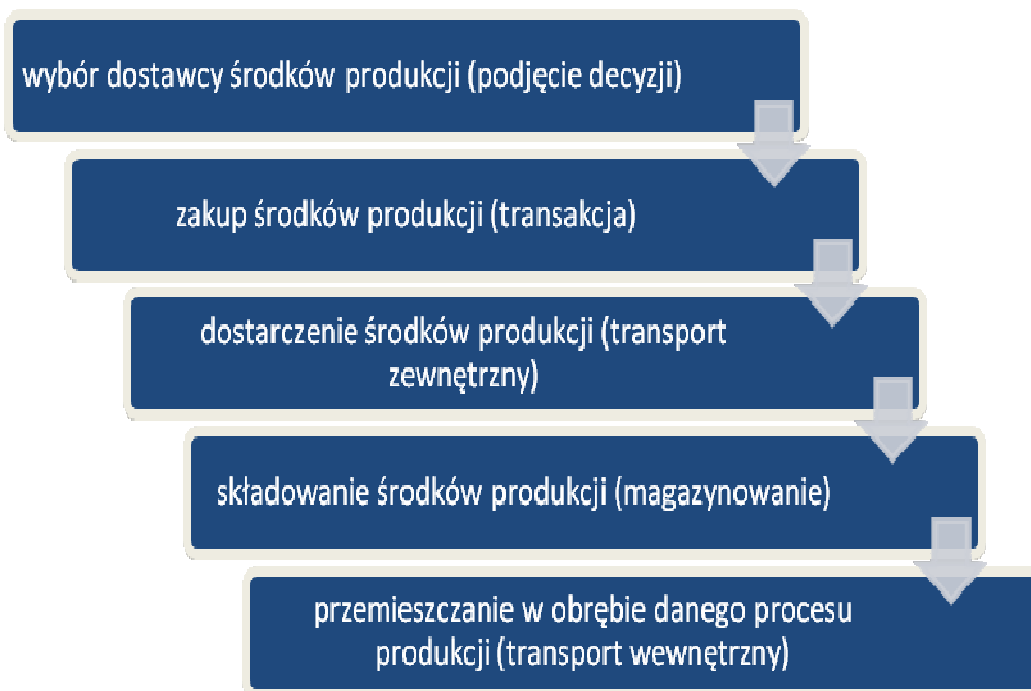 wybór dostawcy środków produkcji (podjęcie decyzji)
zakup środków produkcji (transakcja)
dostarczenie środków produkcji (transport
zewnętrzny)
składowanie środków produkcji (magazynowanie)
przemieszczanie w obrębie danego procesu
produkcji (transport wewnętrzny)